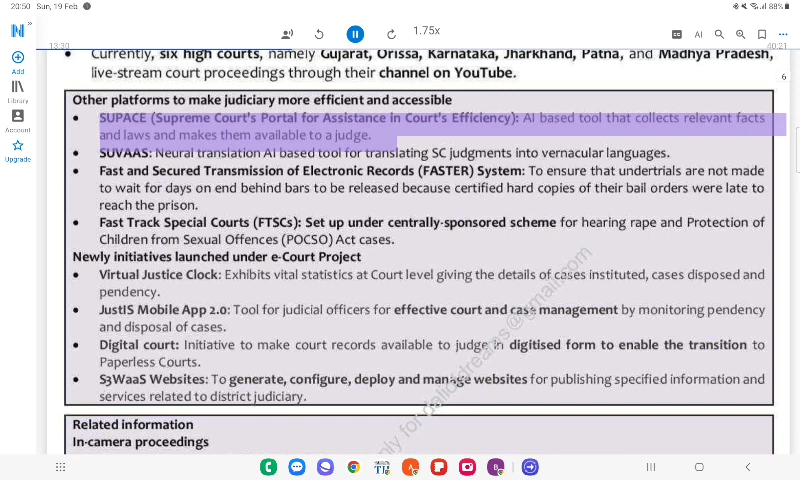 20:50 Sun, 19 Feb
88%
1.75x
AI
13:30
40:21
Add
Library
Account
Upgrade
6
• Currently, six high courts, namely Gujarat, Orissa, Karnataka, Jharkhand, Patna, and Madhya Pradesh,
live-stream court proceedings through their channel on YouTube.
Other platforms to make judiciary more efficient and accessible
• SUPACE (Supreme Court's Portal for Assistance in Court's Efficiency): AI based tool that collects relevant facts
and laws and makes them available to a judge.
• SUVAAS: Neural translation AI based tool for translating SC judgments into vernacular languages.
• Fast and Secured Transmission of Electronic Records (FASTER) System: To ensure that undertrials are not made
to wait for days on end behind bars to be released because certified hard copies of their bail orders were late to
reach the prison.
• Fast Track Special Courts (FTSCs): Set up under centrally-sponsored scheme for hearing rape and Protection of
Children from Sexual Offences (POCSO) Act cases.
Newly initiatives launched under e-Court Project
• Virtual Justice Clock: Exhibits vital statistics at Court level giving the details of cases instituted, cases disposed and
pendency.
• JustIS Mobile App 2.0: Tool for judicial officers for effective court and case management by monitoring pendency
and disposal of cases.
• Digital court: Initiative to make court records available to judge in digitised form to enable the transition to
Paperless Courts.
• S3WaaS Websites: To generate, configure, deploy and manage websites for publishing specified information and
services related to district judiciary.
Related information
In-camera proceedings